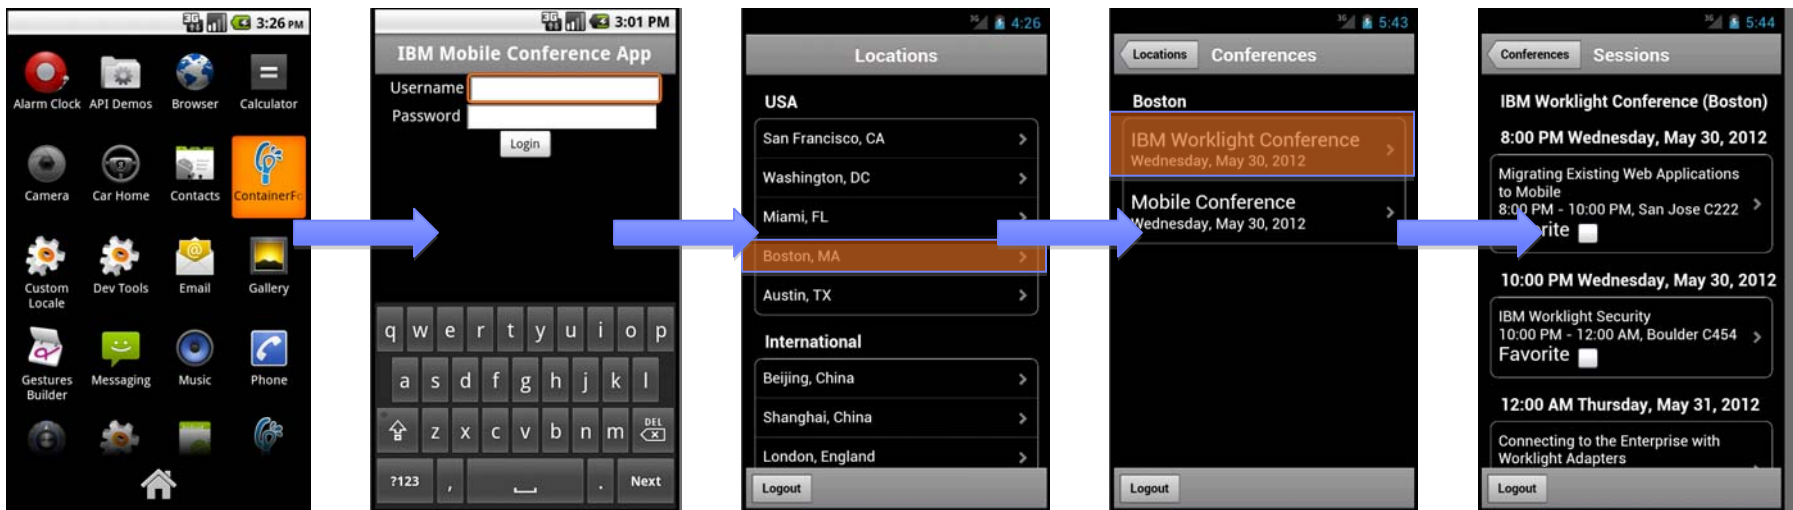 3G 3:26 PM
Alarm Clock API Demos Browser Calculator
Camera Car Home Contacts ContainerFo
Custom Locale Dev Tools Email Gallery
Gestures Builder Messaging Music Phone
3G 3:01 PM
IBM Mobile Conference App
Username
Password
Login
q w e r t y u i o p
a s d f g h j k l
z x c v b n m DEL
?123 , . Next
3G 4:26
Locations
USA
San Francisco, CA
Washington, DC
Miami, FL
Boston, MA
Austin, TX
International
Beijing, China
Shanghai, China
London, England
Logout
3G 5:43
Locations Conferences
Boston
IBM Worklight Conference
Wednesday, May 30, 2012
Mobile Conference
Wednesday, May 30, 2012
Logout
3G 5:44
Conferences Sessions
IBM Worklight Conference (Boston)
8:00 PM Wednesday, May 30, 2012
Migrating Existing Web Applications
to Mobile
8:00 PM - 10:00 PM, San Jose C222
10:00 PM Wednesday, May 30, 2012
IBM Worklight Security
10:00 PM - 12:00 AM, Boulder C454
Favorite
12:00 AM Thursday, May 31, 2012
Connecting to the Enterprise with
Worklight Adapters
Logout